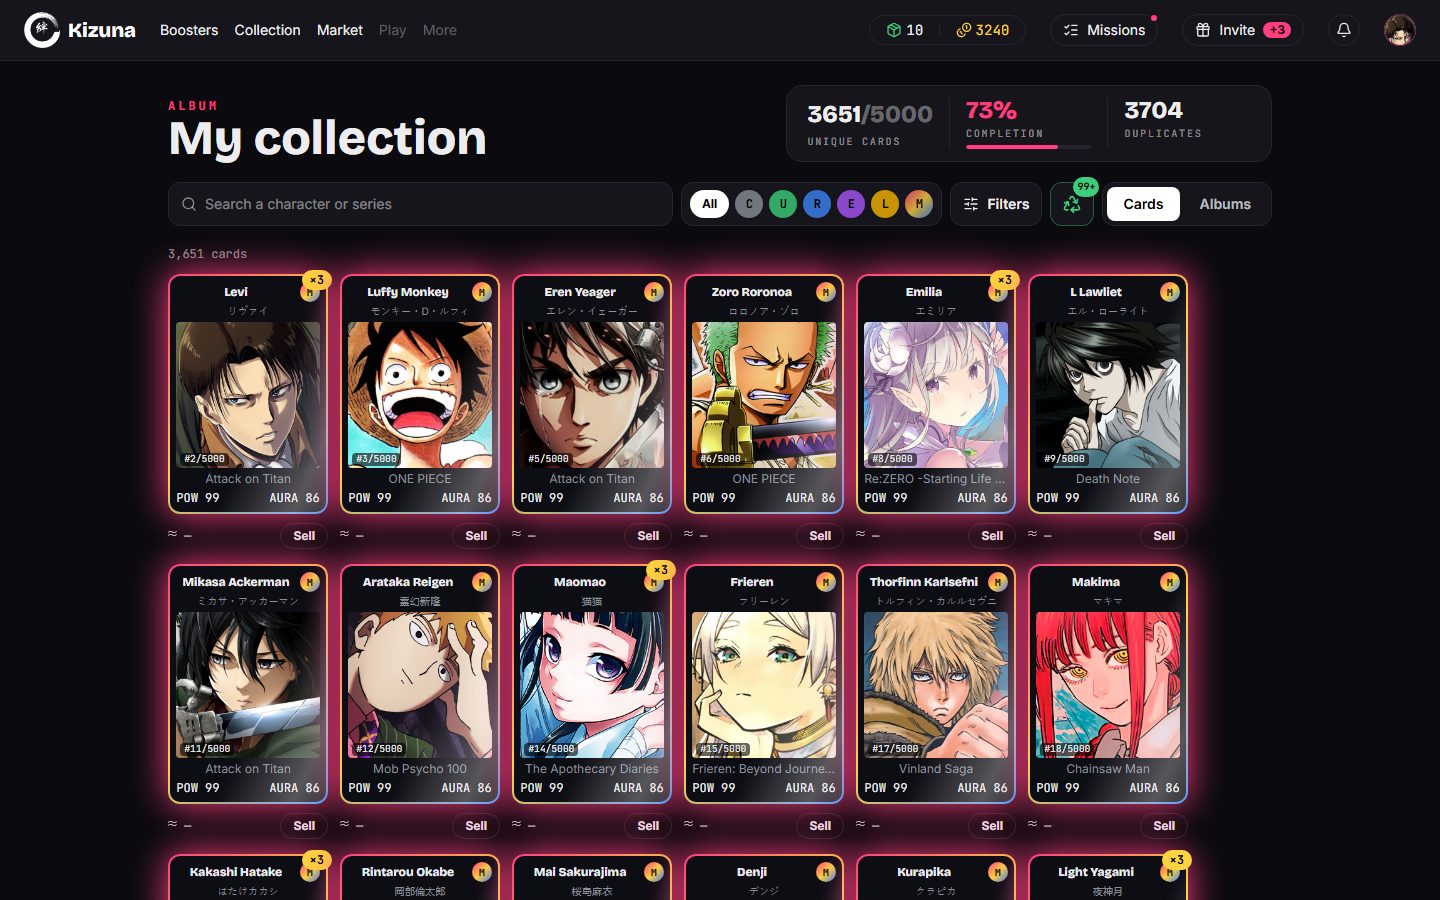 絆 Kizuna Boosters Collection Market Play More 10 3240 Missions Invite +3
ALBUM
My collection
3651/5000 73% 3704
UNIQUE CARDS COMPLETION DUPLICATES
Search a character or series All C U R E L M Filters 99+ Cards Albums
3,651 cards
Levi M ×3 Luffy Monkey M Eren Yeager M Zoro Roronoa M Emilia M ×3 L Lawliet M
リヴァイ モンキー・D・ルフィ エレン・イェーガー ロロノア・ゾロ エミリア エル・ローライト
#2/5000 #3/5000 #5/5000 #6/5000 #8/5000 #9/5000
Attack on Titan ONE PIECE Attack on Titan ONE PIECE Re:ZERO -Starting Life ... Death Note
POW 99 AURA 86 POW 99 AURA 86 POW 99 AURA 86 POW 99 AURA 86 POW 99 AURA 86 POW 99 AURA 86
≈ – Sell ≈ – Sell ≈ – Sell ≈ – Sell ≈ – Sell ≈ – Sell
Mikasa Ackerman M Arataka Reigen M Maomao M ×3 Frieren M Thorfinn Karlsefni M Makima M
ミカサ・アッカーマン 霊幻新隆 猫猫 フリーレン トルフィン・カルルセヴニ マキマ
#11/5000 #12/5000 #14/5000 #15/5000 #17/5000 #18/5000
Attack on Titan Mob Psycho 100 The Apothecary Diaries Frieren: Beyond Journe... Vinland Saga Chainsaw Man
POW 99 AURA 86 POW 99 AURA 86 POW 99 AURA 86 POW 99 AURA 86 POW 99 AURA 86 POW 99 AURA 86
≈ – Sell ≈ – Sell ≈ – Sell ≈ – Sell ≈ – Sell ≈ – Sell
Kakashi Hatake M ×3 Rintarou Okabe M Mai Sakurajima M Denji M Kurapika M Light Yagami M ×3
はたけカカシ 岡部倫太郎 桜島麻衣 デンジ クラピカ 夜神月